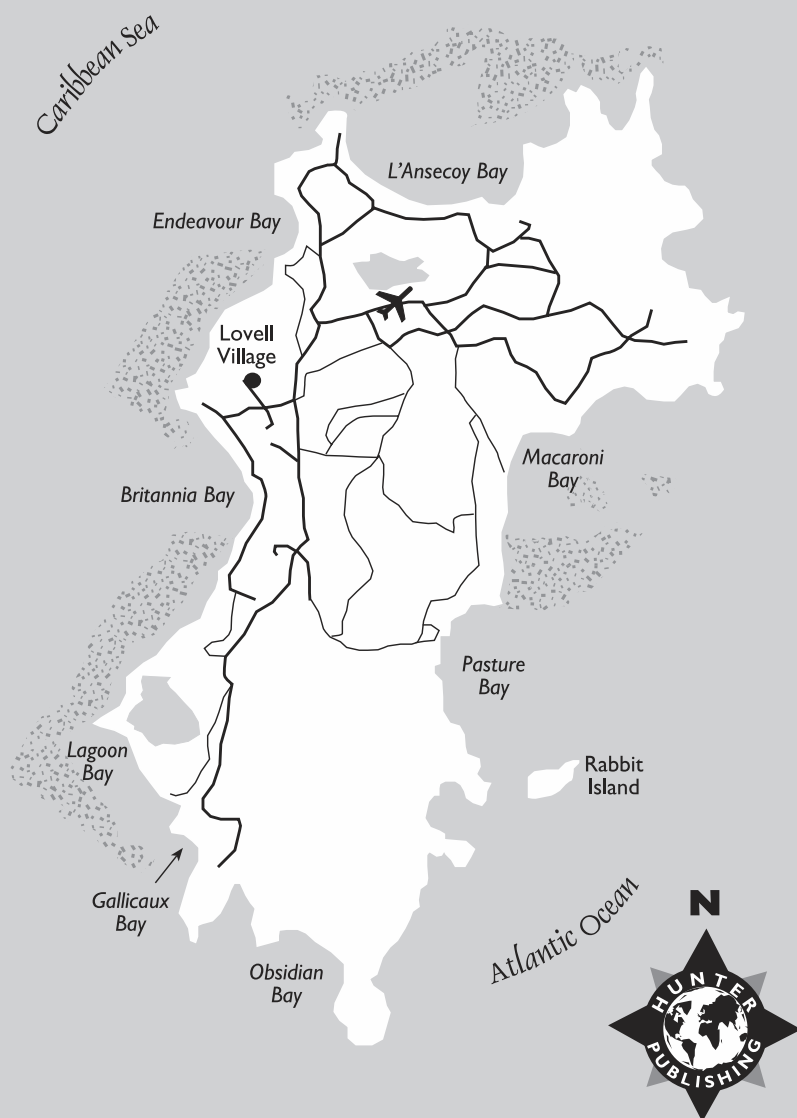 Caribbean Sea
L'Ansecoy Bay
Endeavour Bay
Lovell
Village
Macaroni
Bay
Britannia Bay
Pasture
Bay
Lagoon
Bay
Rabbit
Island
Gallicaux
Bay
Atlantic Ocean
Obsidian
Bay
N
HUNTER
PUBLISHING